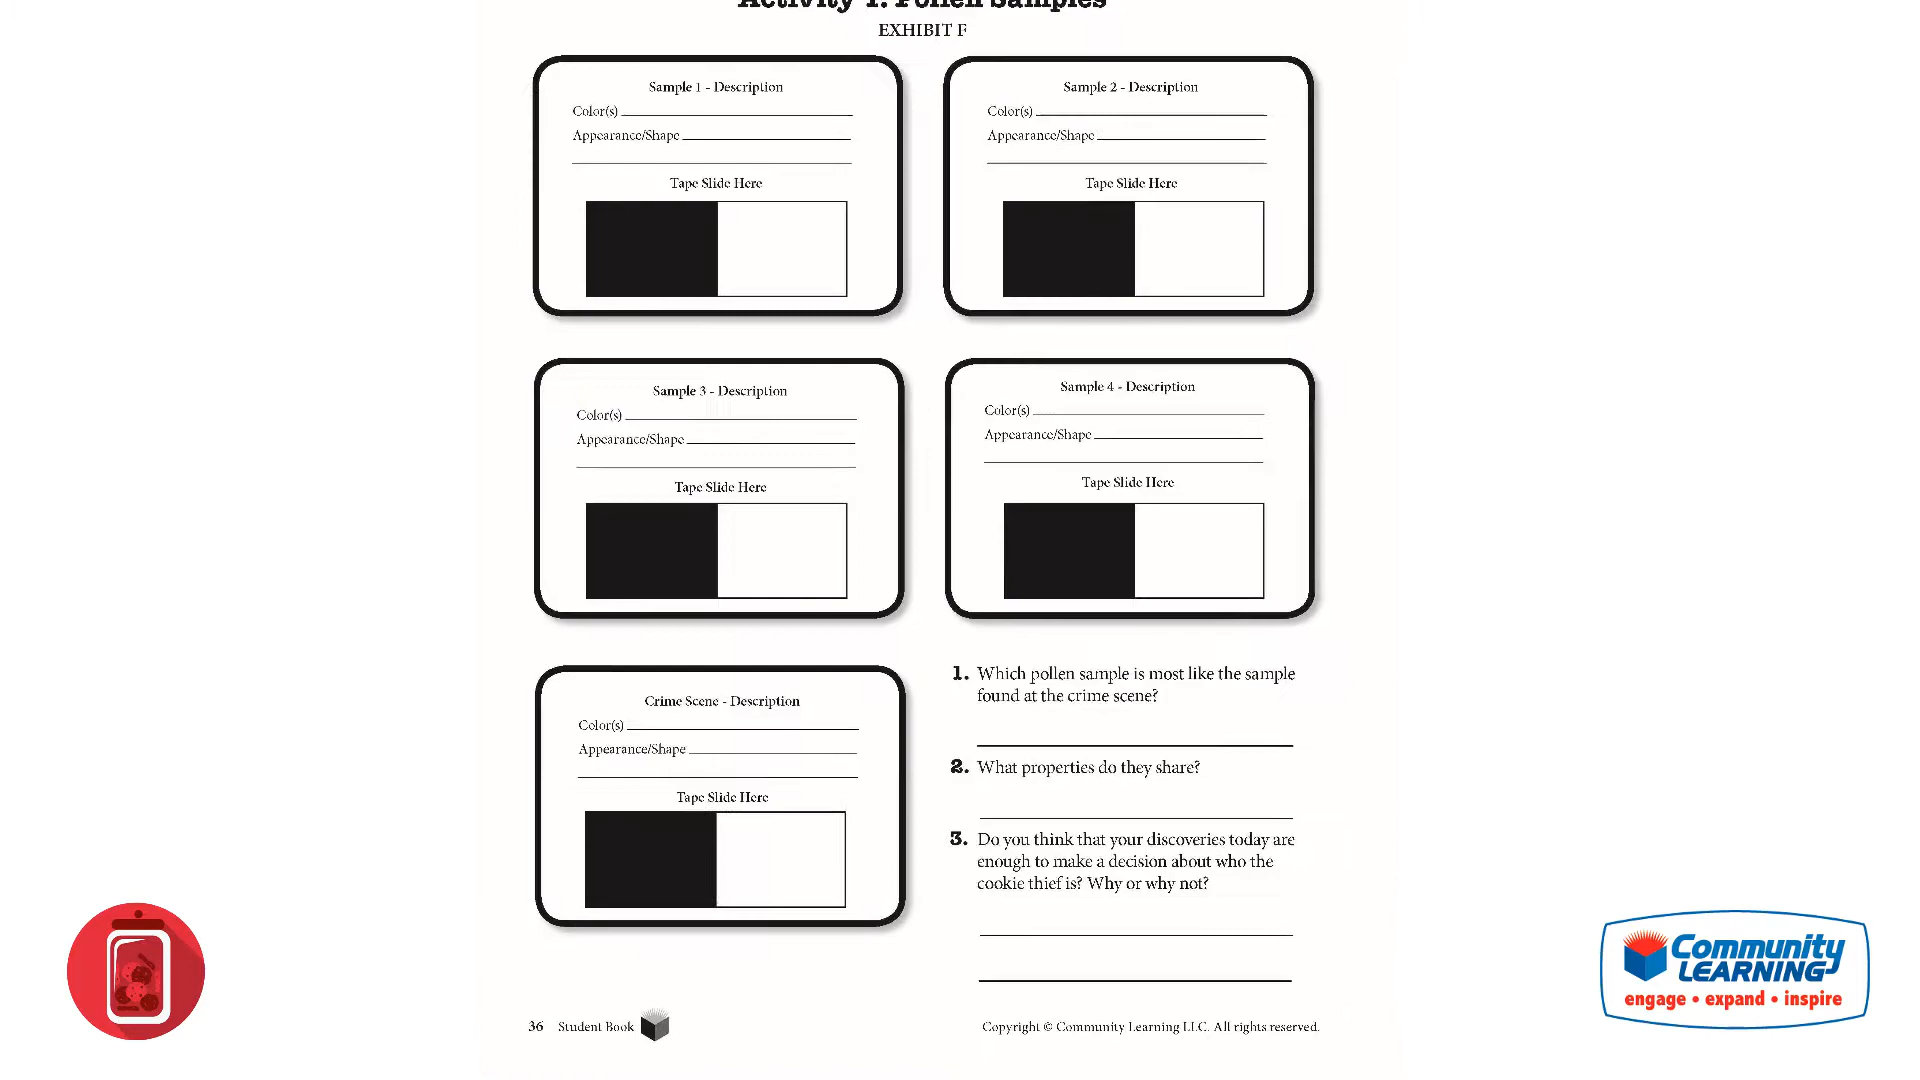 Activity 1: Pollen Samples
EXHIBIT F
Sample 1 - Description
Color(s)
Appearance/Shape
Tape Slide Here
Sample 2 - Description
Color(s)
Appearance/Shape
Tape Slide Here
Sample 3 - Description
Color(s)
Appearance/Shape
Tape Slide Here
Sample 4 - Description
Color(s)
Appearance/Shape
Tape Slide Here
Crime Scene - Description
Color(s)
Appearance/Shape
Tape Slide Here
1. Which pollen sample is most like the sample
found at the crime scene?
2. What properties do they share?
3. Do you think that your discoveries today are
enough to make a decision about who the
cookie thief is? Why or why not?
36 Student Book
Copyright © Community Learning LLC. All rights reserved.
Community
LEARNING
engage • expand • inspire